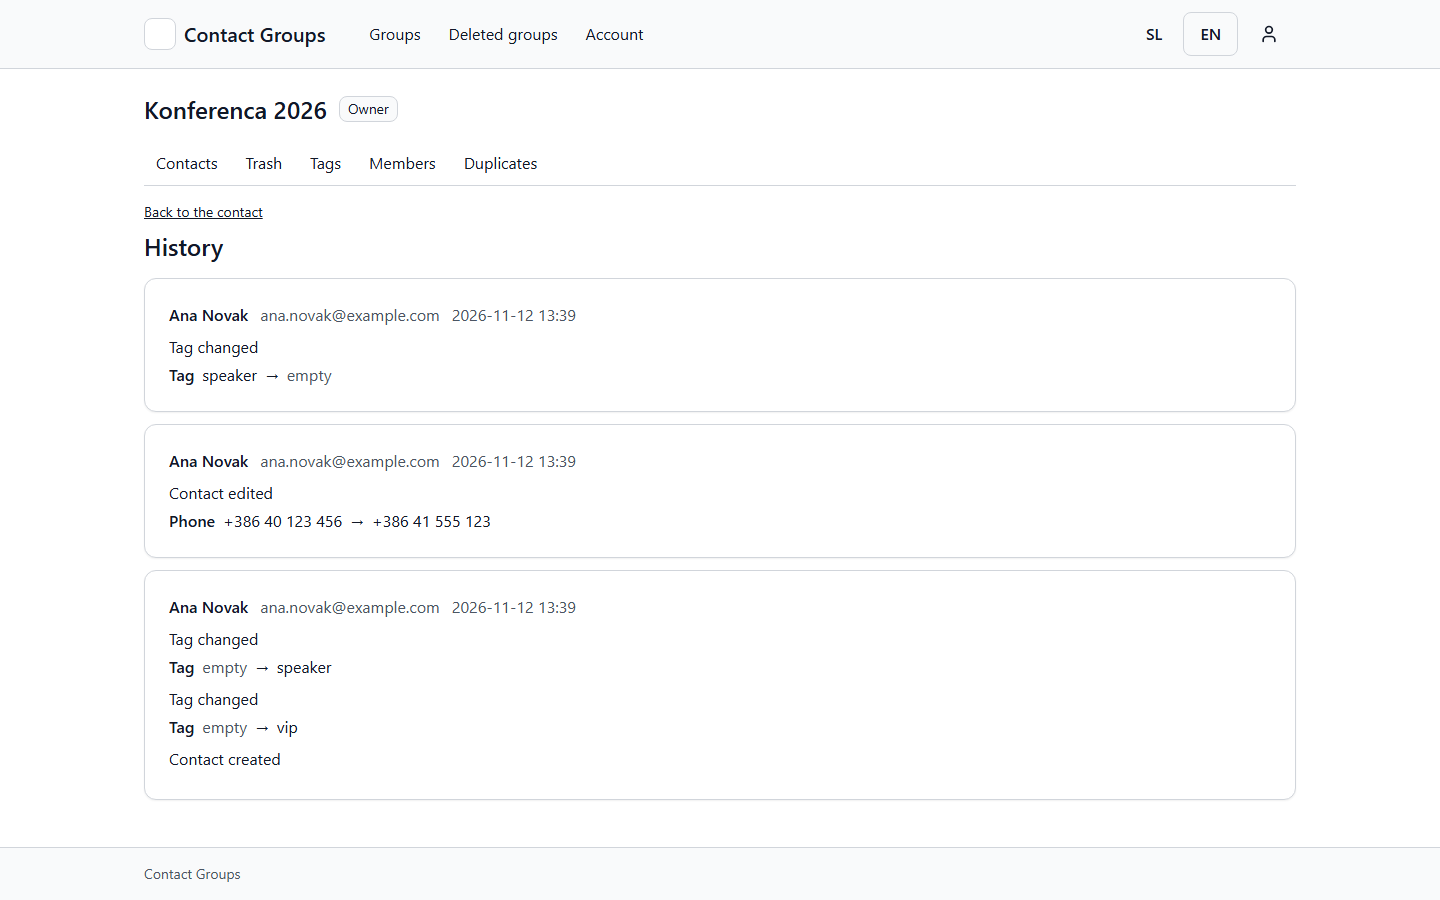 Contact Groups Groups Deleted groups Account SL EN
Konferenca 2026 Owner
Contacts Trash Tags Members Duplicates
Back to the contact
History
Ana Novak ana.novak@example.com 2026-11-12 13:39
Tag changed
Tag speaker → empty
Ana Novak ana.novak@example.com 2026-11-12 13:39
Contact edited
Phone +386 40 123 456 → +386 41 555 123
Ana Novak ana.novak@example.com 2026-11-12 13:39
Tag changed
Tag empty → speaker
Tag changed
Tag empty → vip
Contact created
Contact Groups